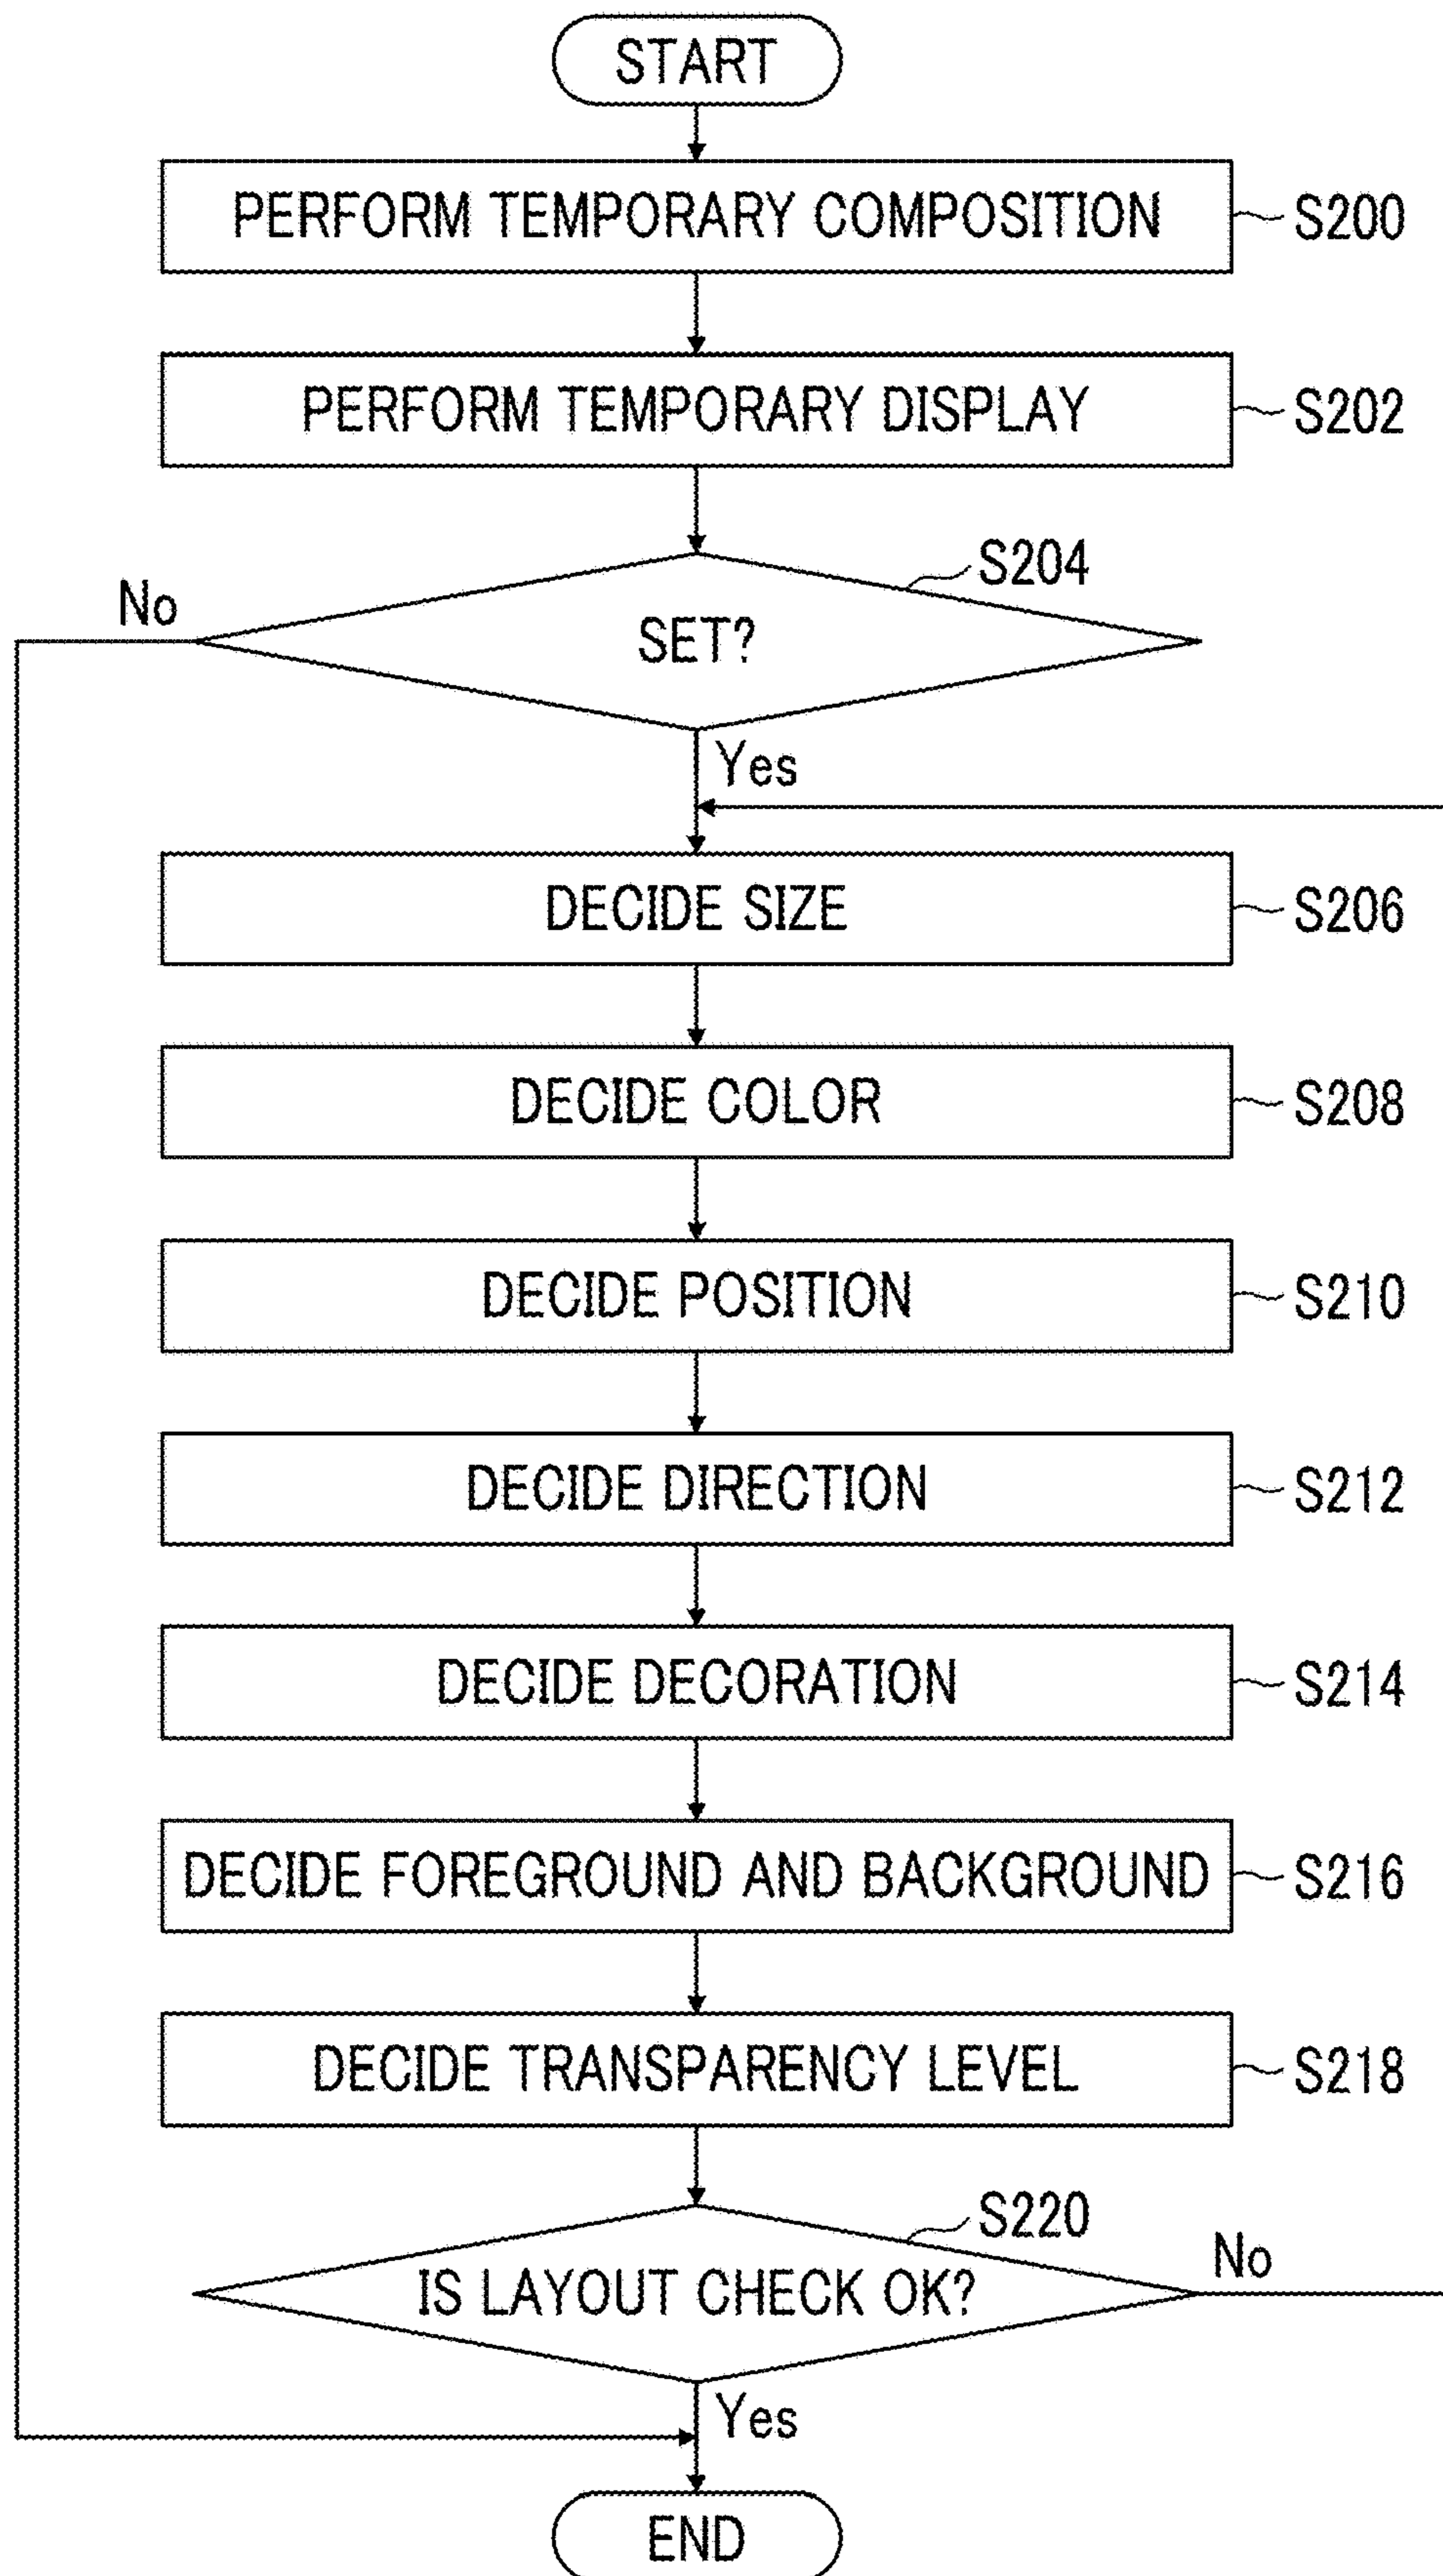 START
PERFORM TEMPORARY COMPOSITION S200
PERFORM TEMPORARY DISPLAY S202
S204
No
SET?
Yes
DECIDE SIZE S206
DECIDE COLOR S208
DECIDE POSITION S210
DECIDE DIRECTION S212
DECIDE DECORATION S214
DECIDE FOREGROUND AND BACKGROUND S216
DECIDE TRANSPARENCY LEVEL S218
S220
No
IS LAYOUT CHECK OK?
Yes
END